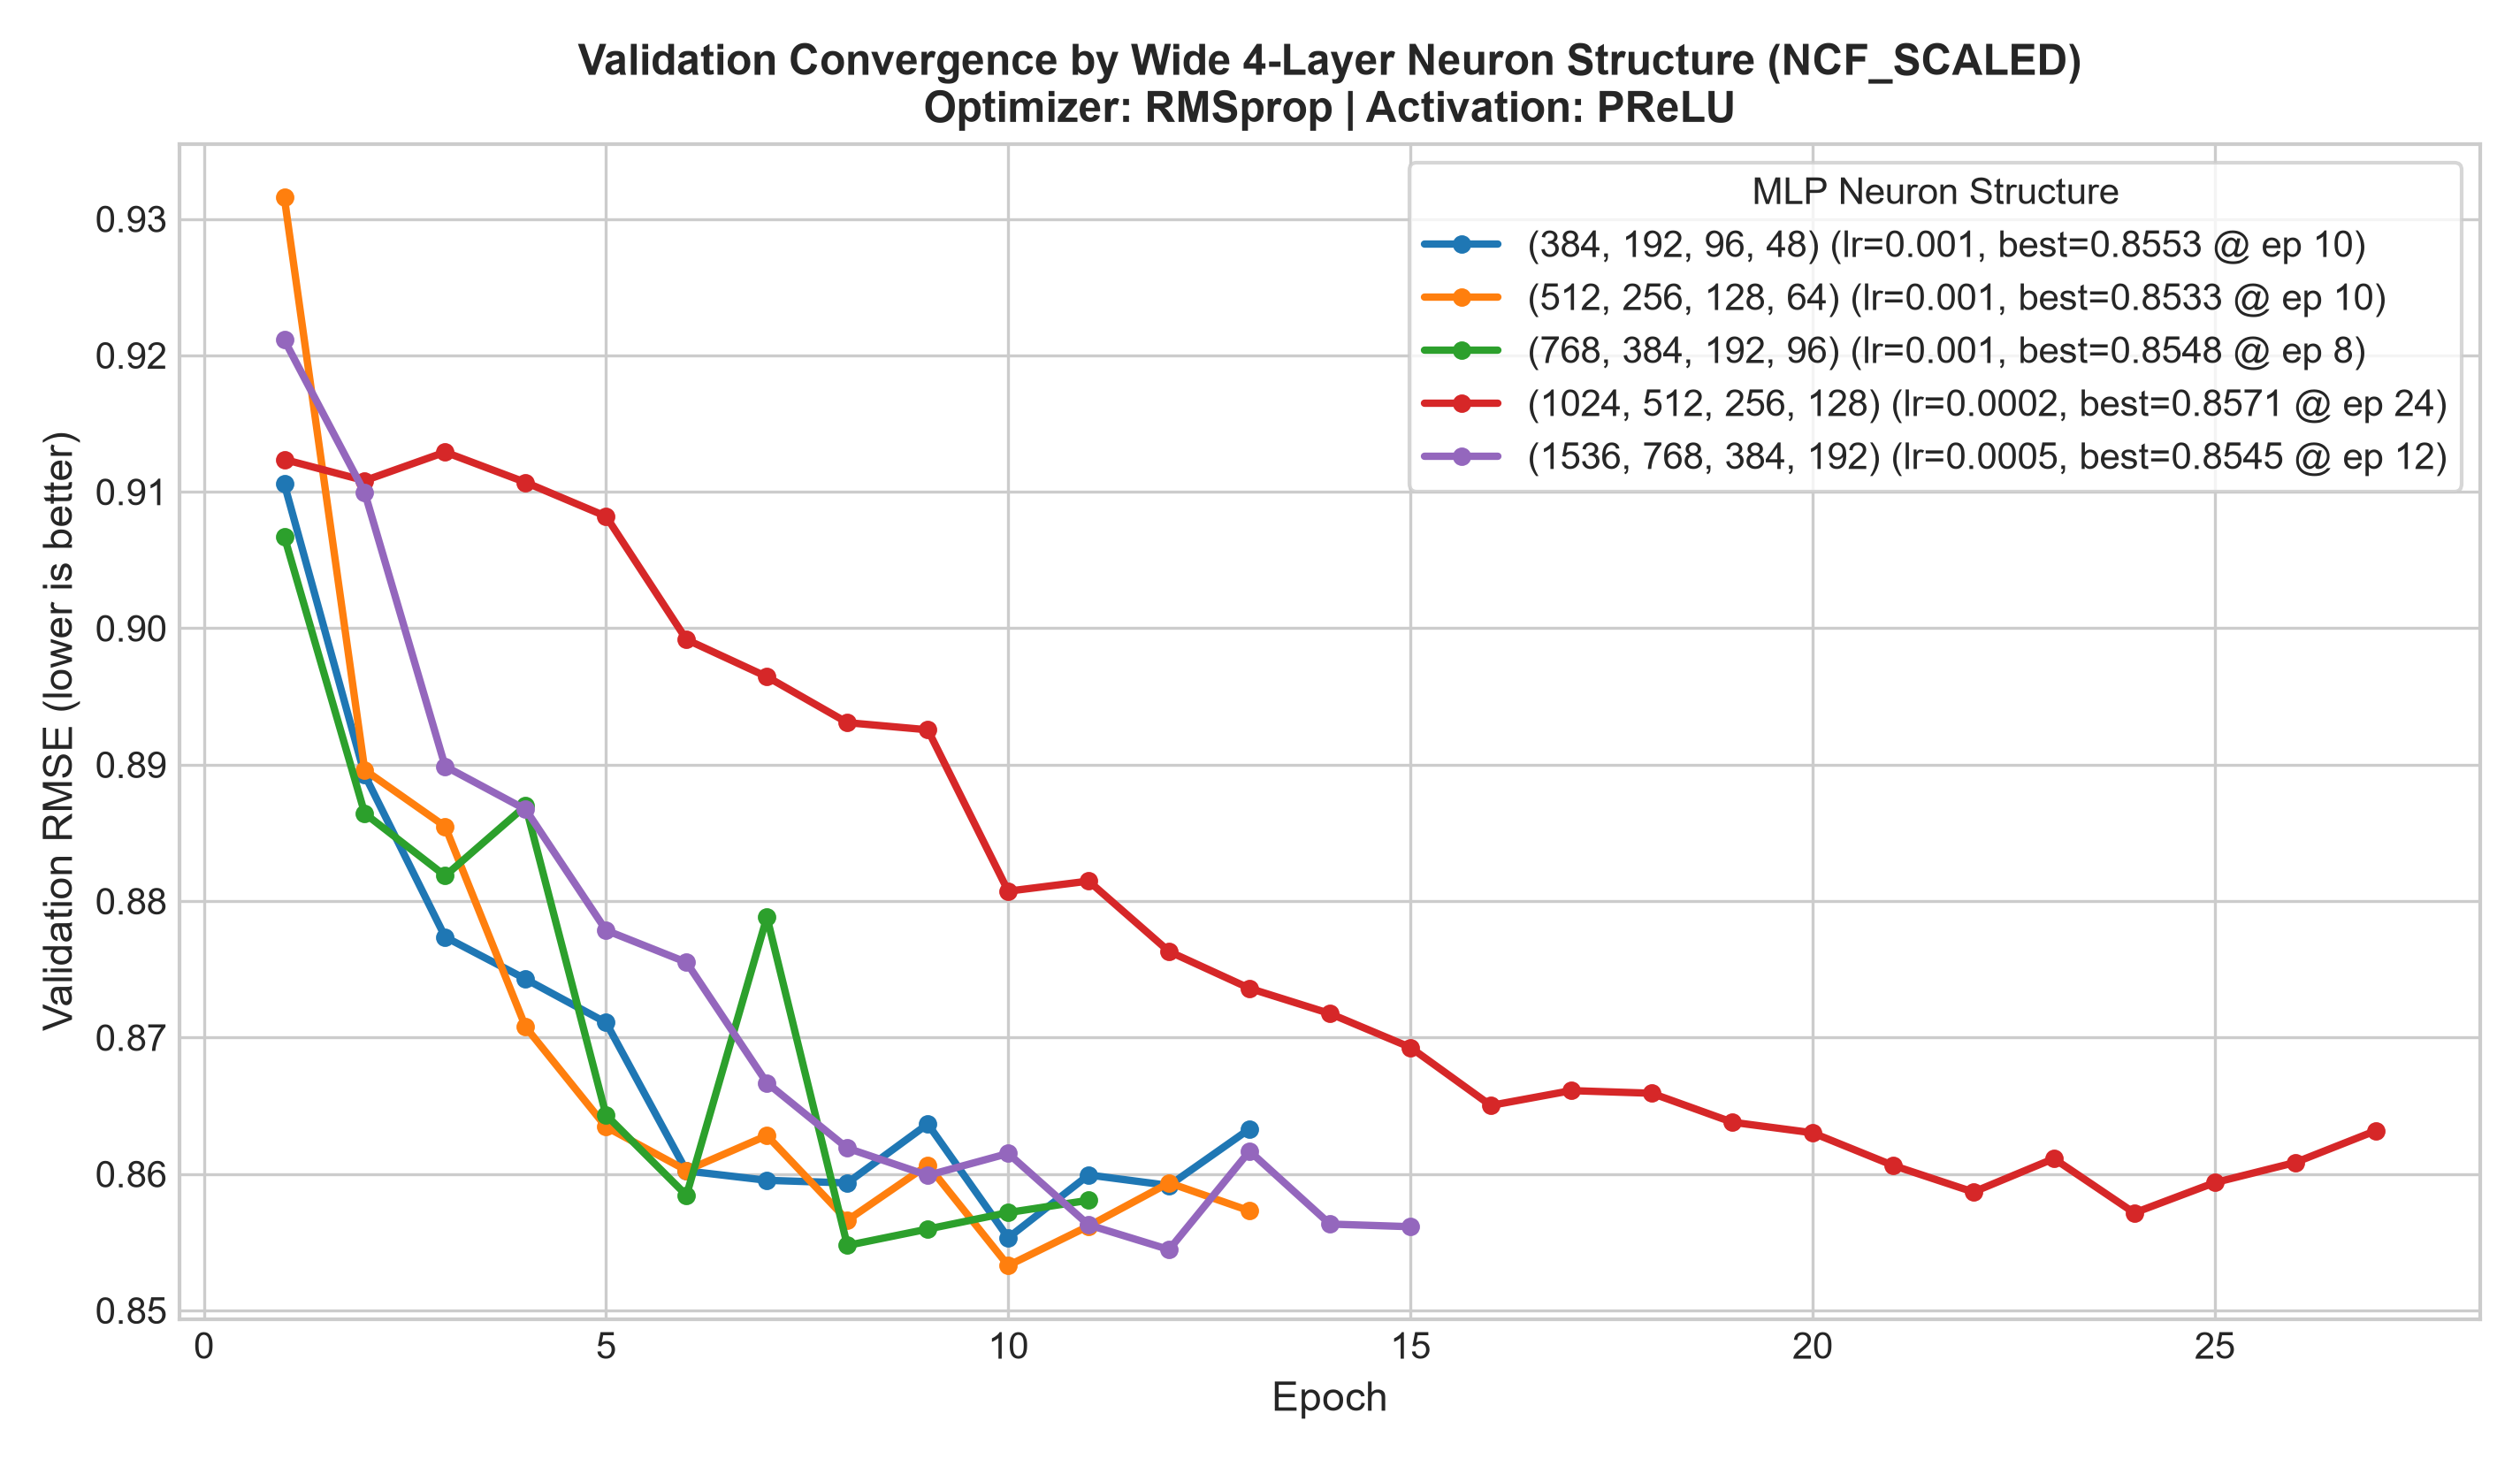 Validation Convergence by Wide 4-Layer Neuron Structure (NCF_SCALED)
Optimizer: RMSprop | Activation: PReLU
MLP Neuron Structure
(384, 192, 96, 48) (lr=0.001, best=0.8553 @ ep 10)
(512, 256, 128, 64) (lr=0.001, best=0.8533 @ ep 10)
(768, 384, 192, 96) (lr=0.001, best=0.8548 @ ep 8)
(1024, 512, 256, 128) (lr=0.0002, best=0.8571 @ ep 24)
(1536, 768, 384, 192) (lr=0.0005, best=0.8545 @ ep 12)
Validation RMSE (lower is better)
0.93
0.92
0.91
0.90
0.89
0.88
0.87
0.86
0.85
0 5 10 15 20 25
Epoch